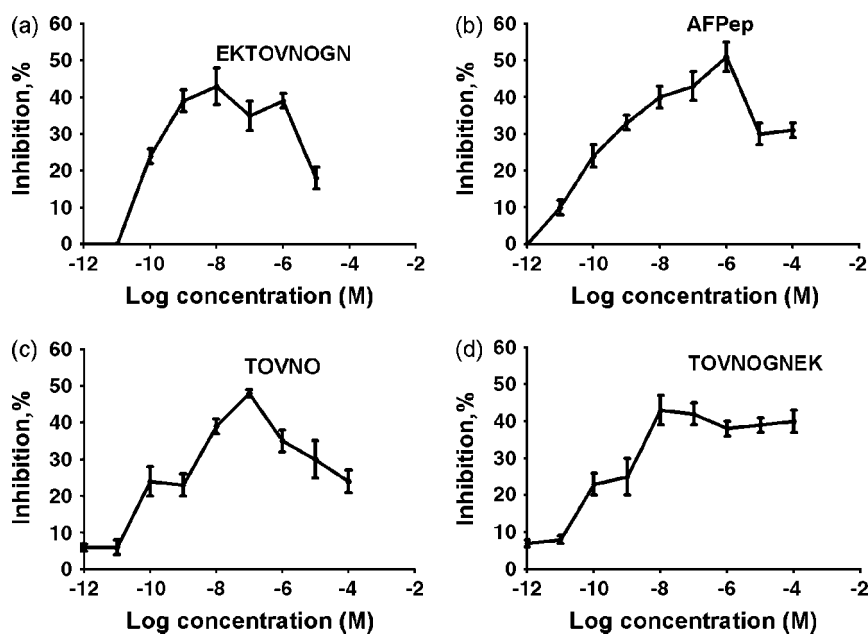 (a)
EKTOVNOGN
Inhibition,%
60
50
40
30
20
10
0
-12 -10 -8 -6 -4 -2
Log concentration (M)
(b)
AFPep
Inhibition,%
60
50
40
30
20
10
0
-12 -10 -8 -6 -4 -2
Log concentration (M)
(c)
TOVNO
Inhibition,%
60
50
40
30
20
10
0
-12 -10 -8 -6 -4 -2
Log concentration (M)
(d)
TOVNOGNEK
Inhibition,%
60
50
40
30
20
10
0
-12 -10 -8 -6 -4 -2
Log concentration (M)